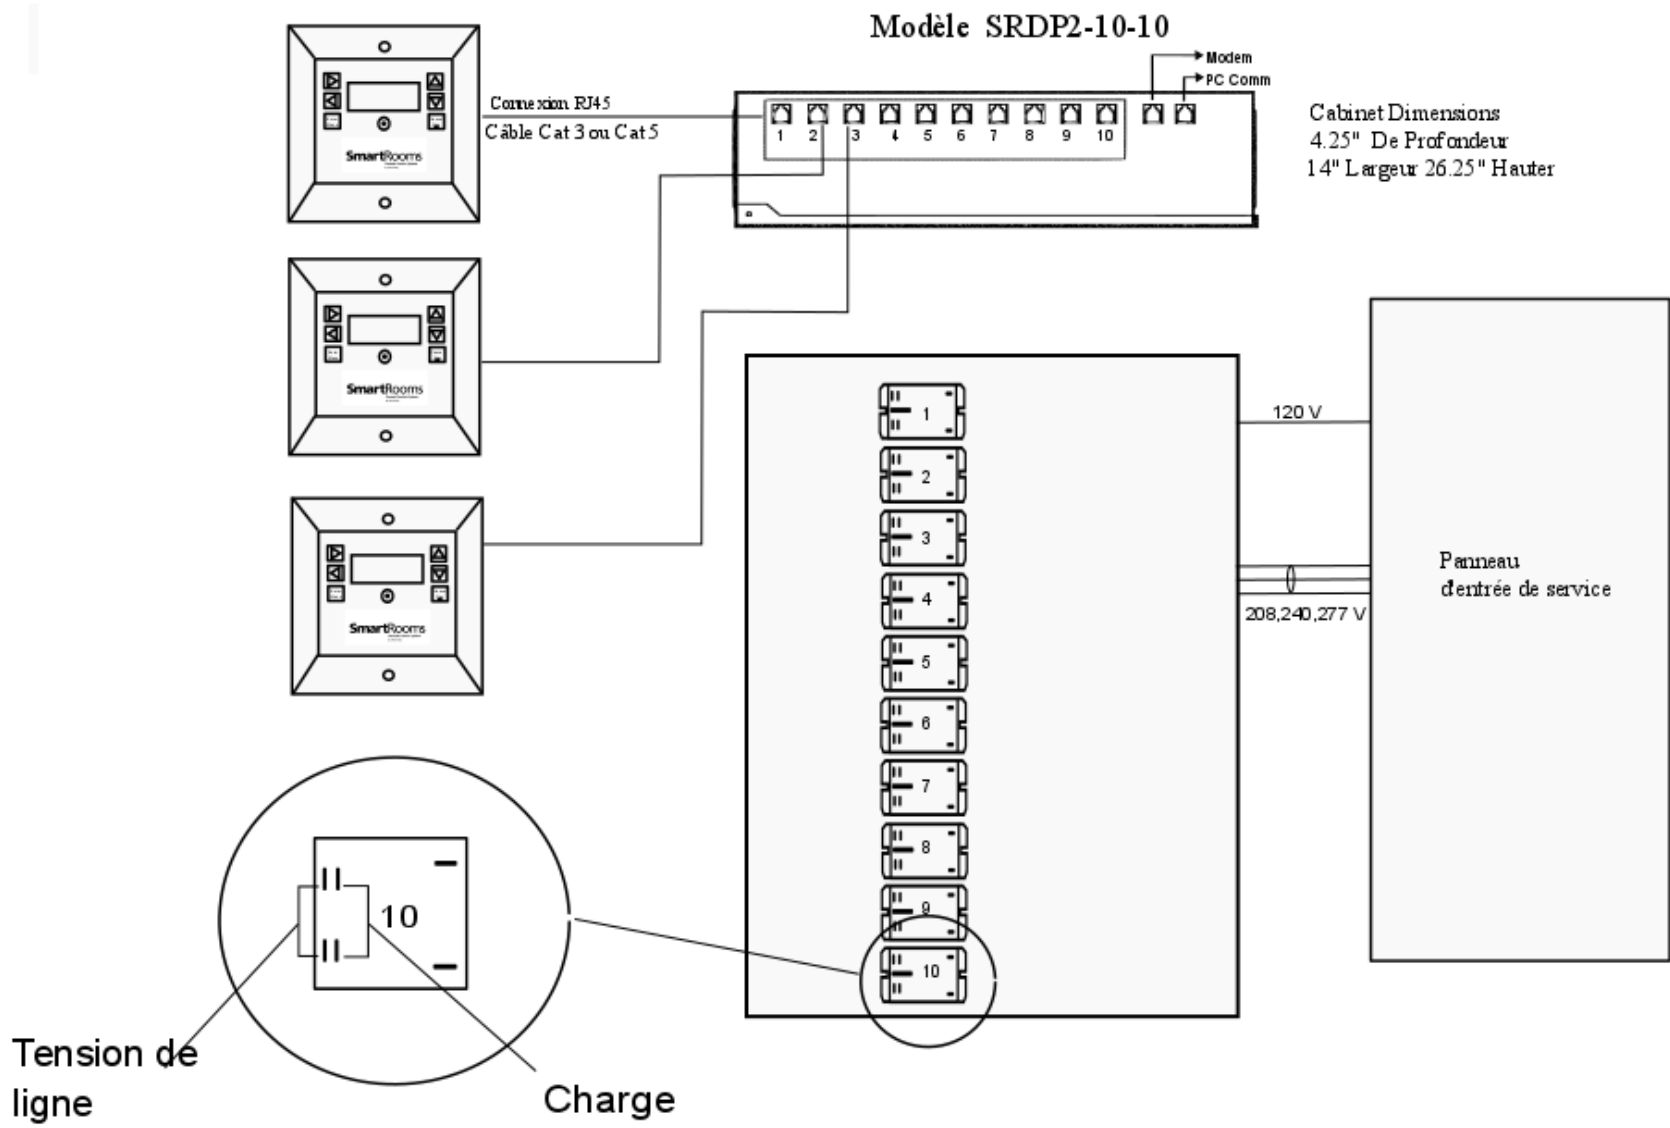 Modèle SRDP2-10-10
Modem
PC Comm
Connexion RJ45
Câble Cat 3 ou Cat 5
1 2 3 4 5 6 7 8 9 10
Cabinet Dimensions
4.25" De Profondeur
14" Largeur 26.25" Hauter
SmartRooms
SmartRooms
SmartRooms
1
2
3
4
5
6
7
8
9
10
120 V
208,240,277 V
Panneau
d'entrée de service
10
Tension de
ligne
Charge